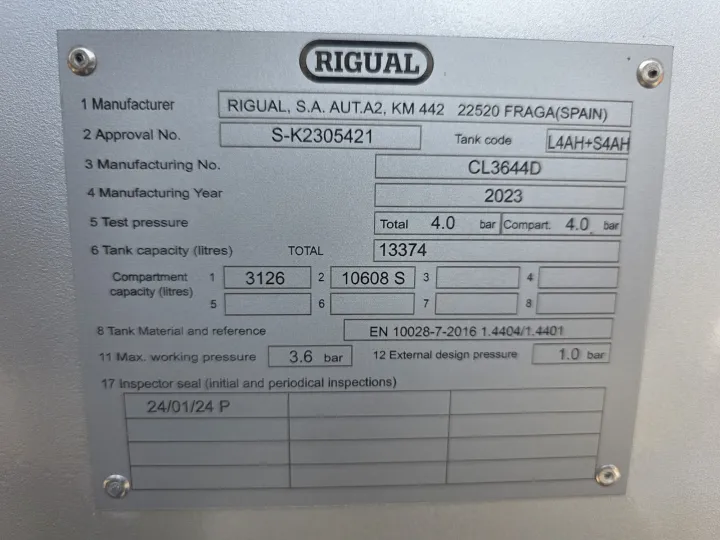 RIGUAL
1 Manufacturer RIGUAL, S.A. AUT.A2, KM 442 22520 FRAGA(SPAIN)
2 Approval No. S-K2305421 Tank code L4AH+S4AH
3 Manufacturing No. CL3644D
4 Manufacturing Year 2023
5 Test pressure Total 4.0 bar Compart. 4.0 bar
6 Tank capacity (litres) TOTAL 13374
Compartment capacity (litres) 1 3126 2 10608 S 3 4
5 6 7 8
8 Tank Material and reference EN 10028-7-2016 1.4404/1.4401
11 Max. working pressure 3.6 bar 12 External design pressure 1.0 bar
17 Inspector seal (initial and periodical inspections)
24/01/24 P